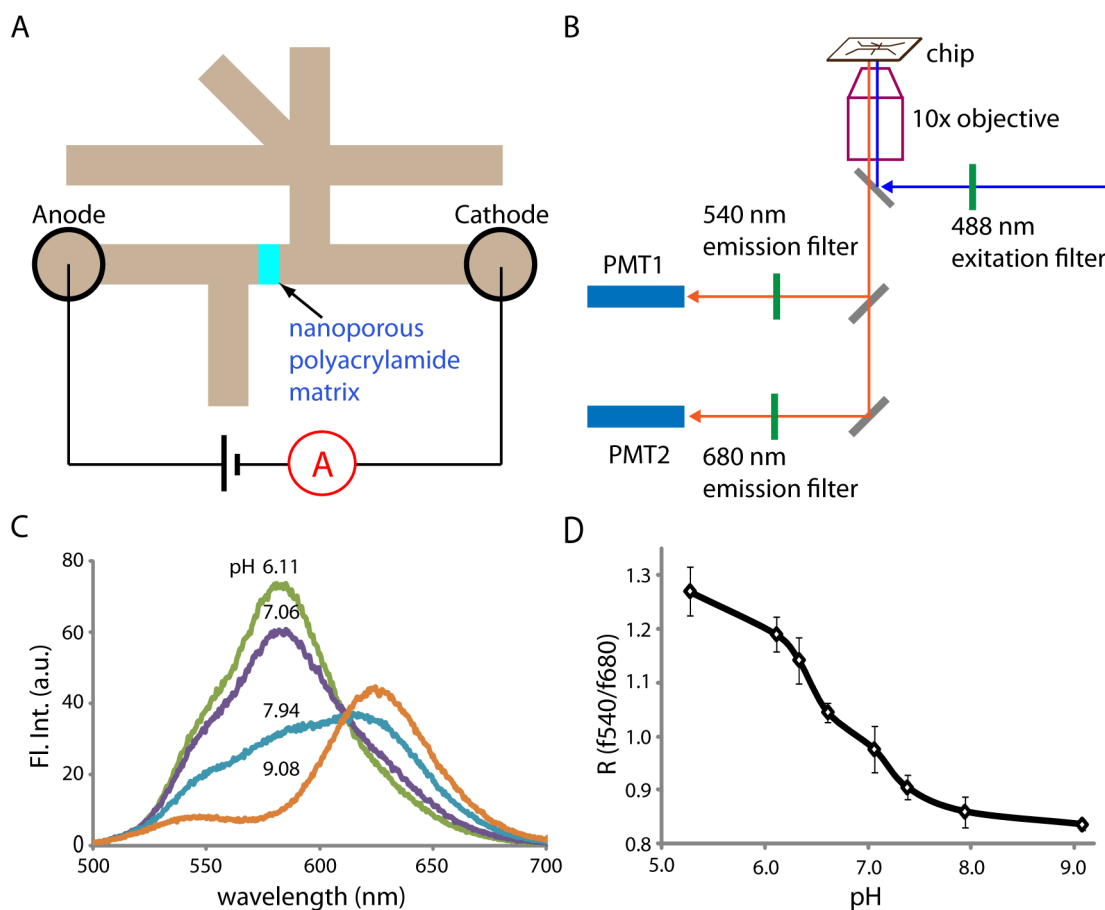 A
Anode
Cathode
nanoporous
polyacrylamide
matrix
A
B
chip
10x objective
540 nm
emission filter
488 nm
exitation filter
PMT1
PMT2
680 nm
emission filter
C
80
60
40
20
0
Fl. Int. (a.u.)
pH 6.11
7.06
7.94
9.08
500
550
600
650
700
wavelength (nm)
D
1.3
1.2
1.1
1.0
0.9
0.8
R (f540/f680)
5.0
6.0
7.0
8.0
9.0
pH